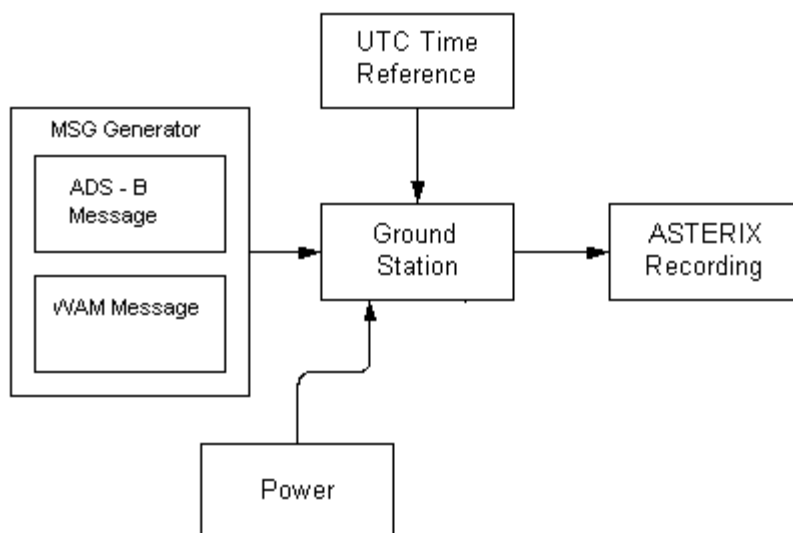 UTC Time
Reference
MSG Generator
ADS - B
Message
WAM Message
Ground
Station
ASTERIX
Recording
Power